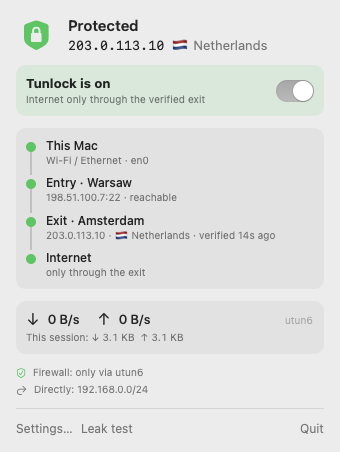 Protected
203.0.113.10 🇳🇱 Netherlands
Tunlock is on
Internet only through the verified exit
This Mac
Wi-Fi / Ethernet · en0
Entry · Warsaw
198.51.100.7:22 · reachable
Exit · Amsterdam
203.0.113.10 · 🇳🇱 Netherlands · verified 14s ago
Internet
only through the exit
↓ 0 B/s ↑ 0 B/s utun6
This session: ↓ 3.1 KB ↑ 3.1 KB
Firewall: only via utun6
Directly: 192.168.0.0/24
Settings... Leak test Quit